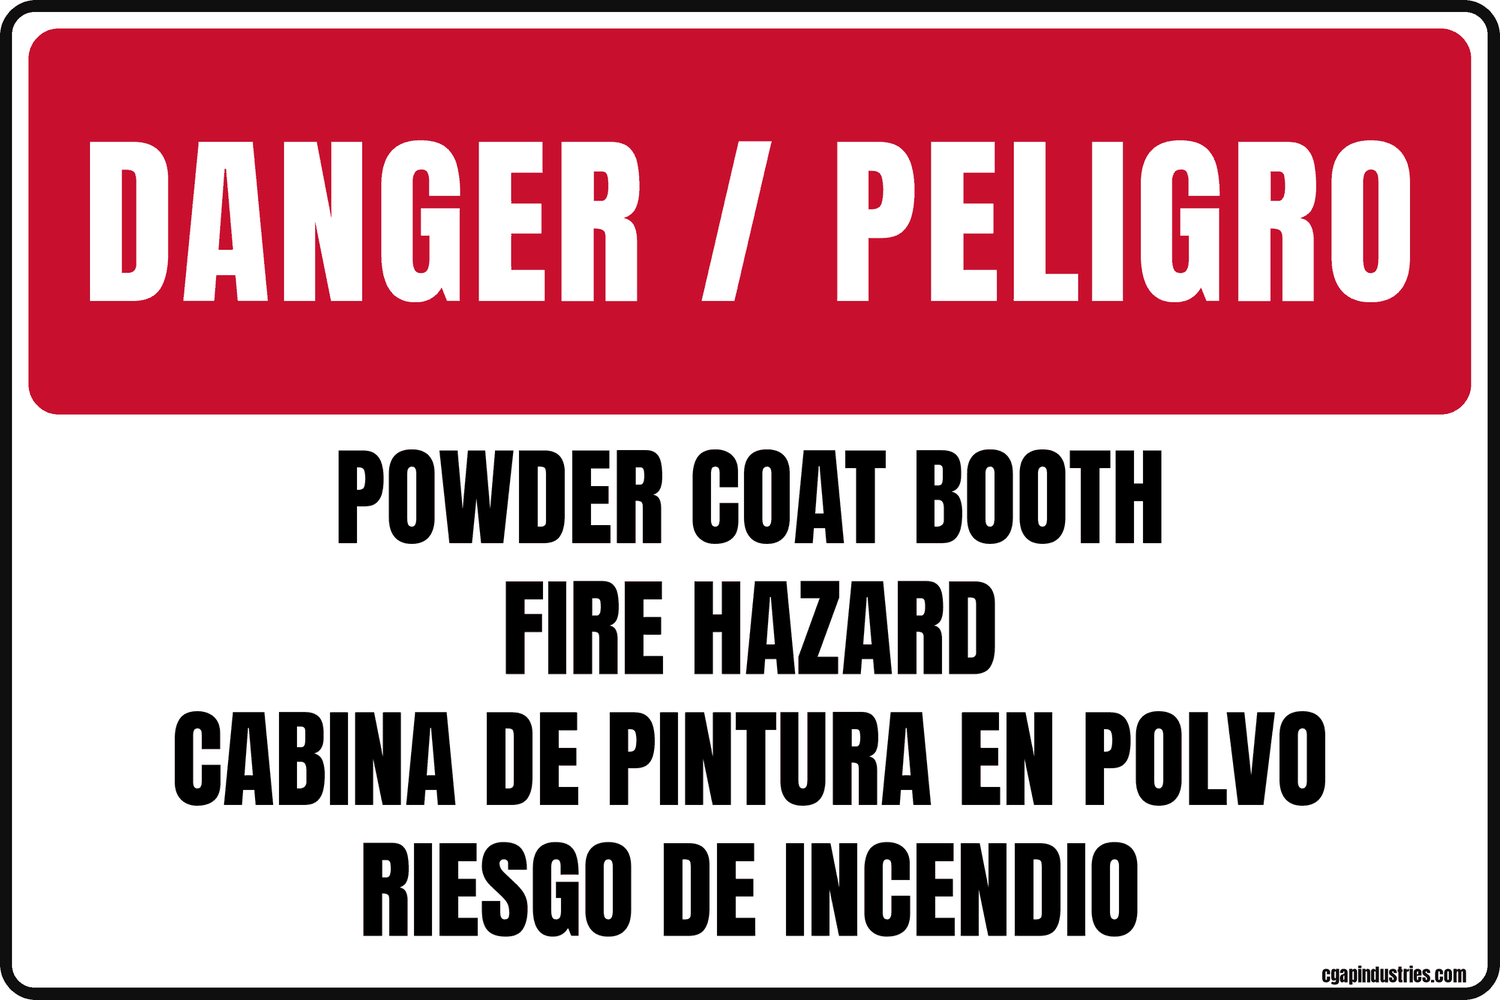 DANGER / PELIGRO
POWDER COAT BOOTH
FIRE HAZARD
CABINA DE PINTURA EN POLVO
RIESGO DE INCENDIO
cgapindustries.com